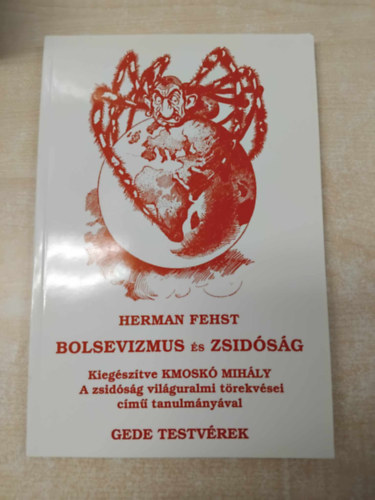 HERMAN FEHST
BOLSEVIZMUS ÉS ZSIDÓSÁG
Kiegészítve KMOSKÓ MIHÁLY
A zsidóság világuralmi törekvései
című tanulmányával
GEDE TESTVÉREK